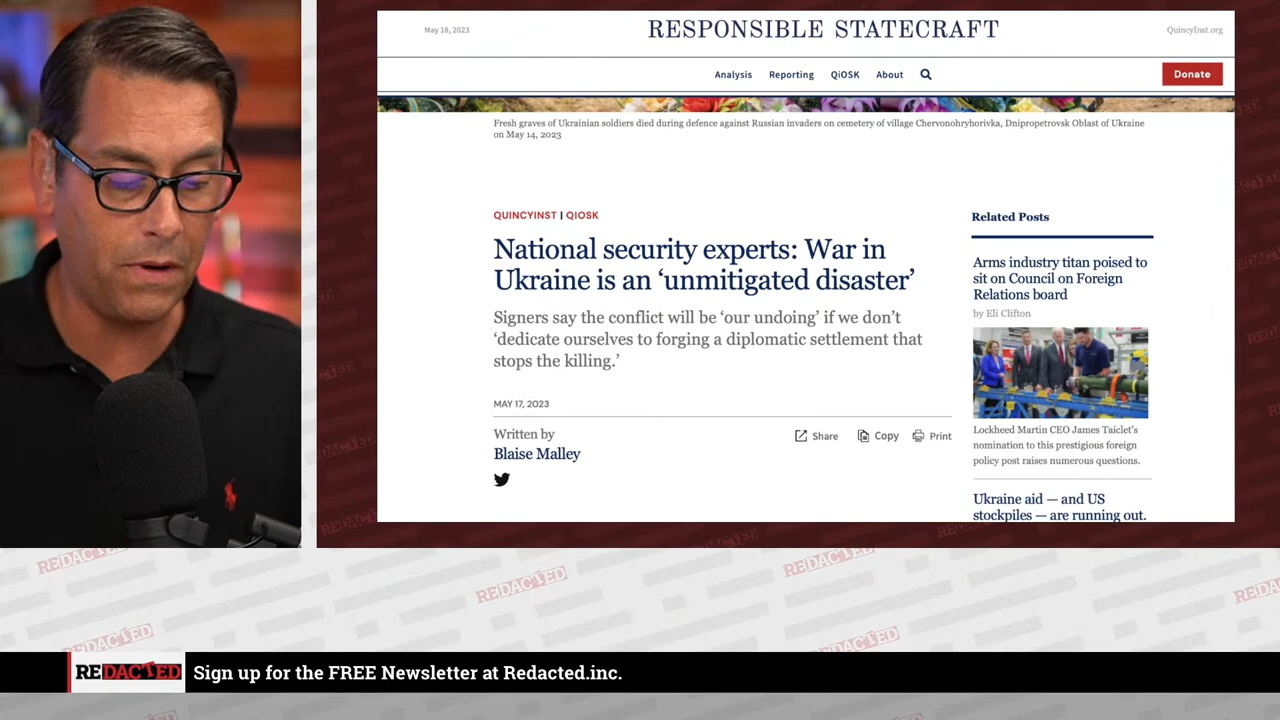 May 18, 2023
RESPONSIBLE STATECRAFT
QuincyInst.org
Analysis
Reporting
QiOSK
About
Donate
Fresh graves of Ukrainian soldiers died during defence against Russian invaders on cemetery of village Chervonohryhorivka, Dnipropetrovsk Oblast of Ukraine
on May 14, 2023
QUINCYINST | QIOSK
National security experts: War in
Ukraine is an ‘unmitigated disaster’
Signers say the conflict will be ‘our undoing’ if we don’t
‘dedicate ourselves to forging a diplomatic settlement that
stops the killing.’
MAY 17, 2023
Written by
Blaise Malley
Share
Copy
Print
Related Posts
Arms industry titan poised to
sit on Council on Foreign
Relations board
by Eli Clifton
Lockheed Martin CEO James Taiclet’s
nomination to this prestigious foreign
policy post raises numerous questions.
Ukraine aid — and US
stockpiles — are running out.
REDACTED
REDACTED
REDACTED
REDACTED
REDACTED
REDACTED Sign up for the FREE Newsletter at Redacted.inc.